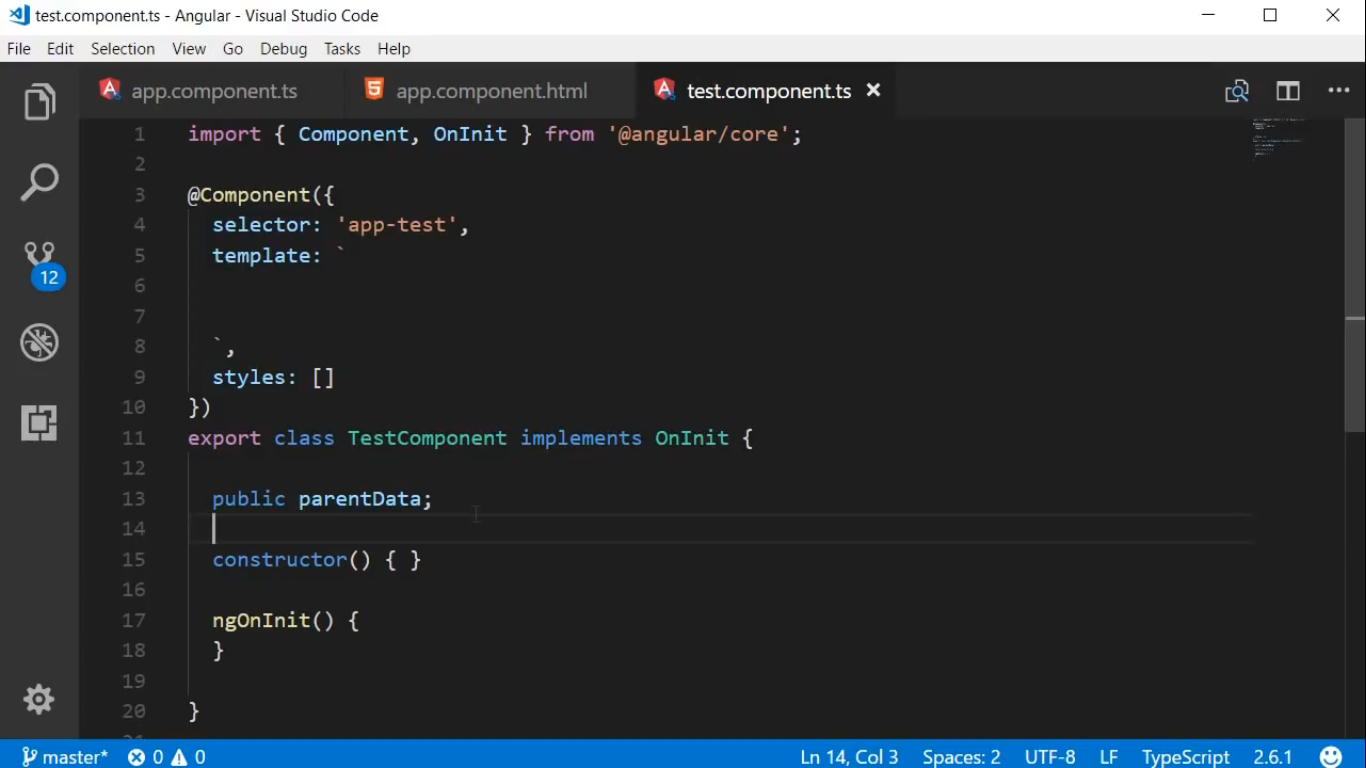 test.component.ts - Angular - Visual Studio Code
File Edit Selection View Go Debug Tasks Help
app.component.ts app.component.html test.component.ts
1 import { Component, OnInit } from '@angular/core';
2
3 @Component({
4 selector: 'app-test',
5 template: `
6
7
8 `,
9 styles: []
10 })
11 export class TestComponent implements OnInit {
12
13 public parentData;
14
15 constructor() { }
16
17 ngOnInit() {
18 }
19
20 }
12
master* 0 0 Ln 14, Col 3 Spaces: 2 UTF-8 LF TypeScript 2.6.1